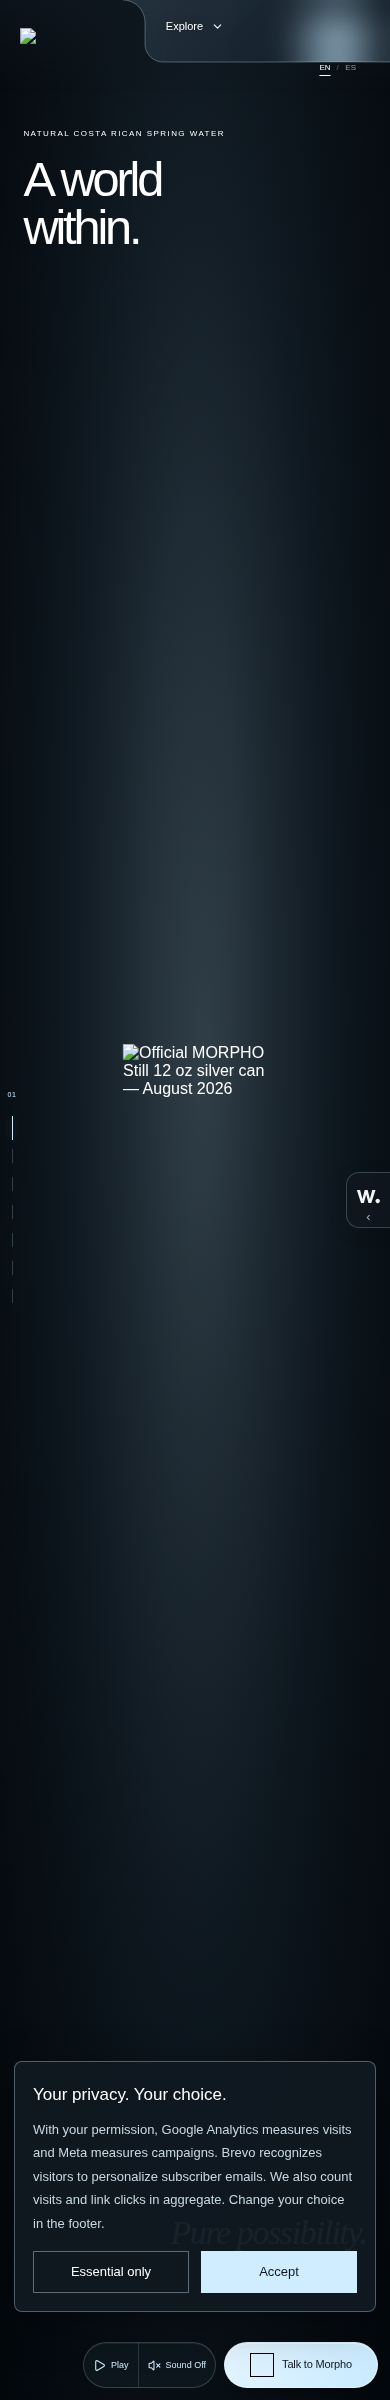 Explore
EN / ES
NATURAL COSTA RICAN SPRING WATER
A world
within.
Official MORPHO
Still 12 oz silver can
— August 2026
01
w.
Your privacy. Your choice.
With your permission, Google Analytics measures visits
and Meta measures campaigns. Brevo recognizes
visitors to personalize subscriber emails. We also count
visits and link clicks in aggregate. Change your choice
in the footer.
Pure possibility.
Essential only
Accept
Play
Sound Off
Talk to Morpho